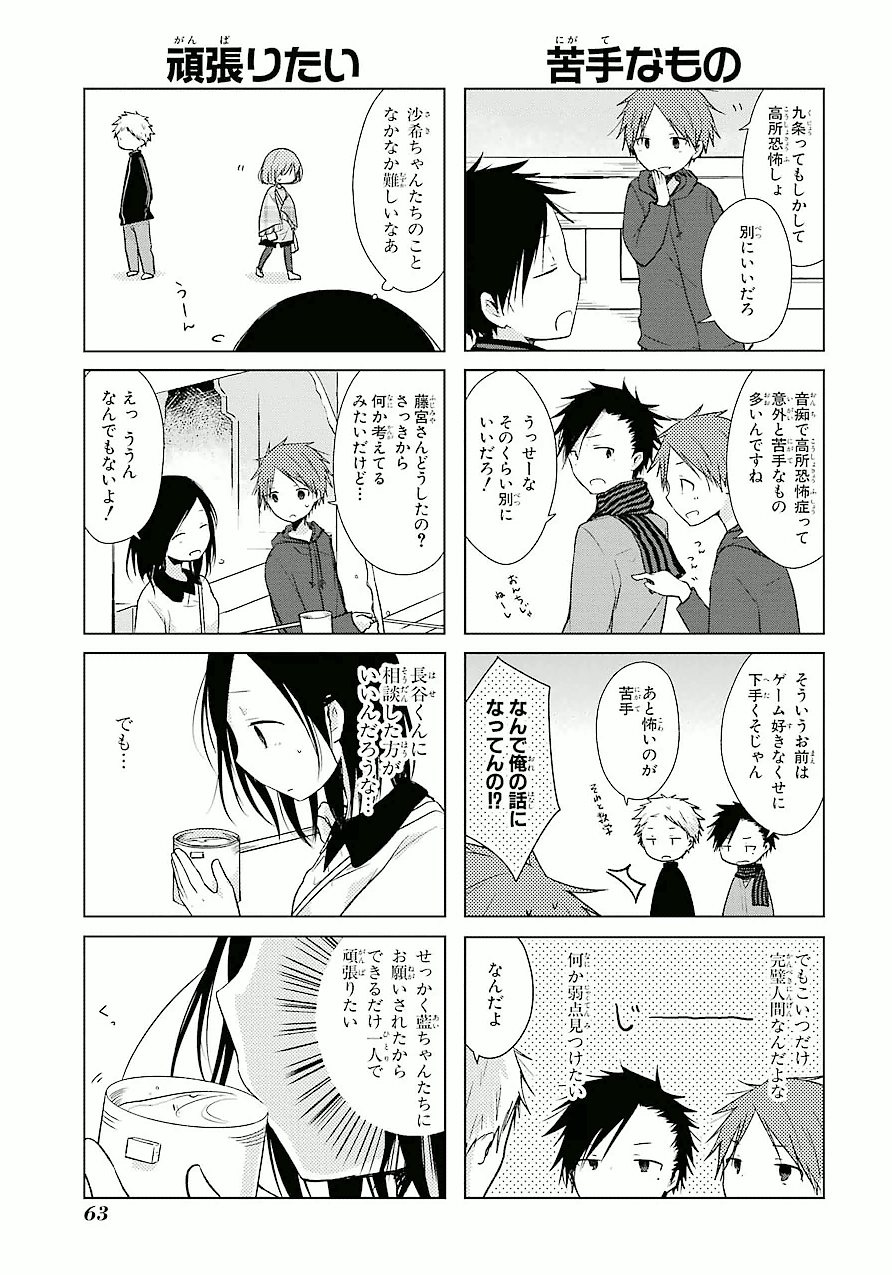 苦手なもの
九条ってもしかして
高所恐怖しょ
別にいいだろ
音痴で高所恐怖症って
意外と苦手なもの
多いんですね
つんつん
うっせーな
そのくらい別に
いいだろ!
おんちじゃ
ねーし
そういうお前は
ゲーム好きなくせに
下手くそじゃん
あと怖いのが
苦手
それと数学
なんで俺の話に
なってんの!?
でもこいつだけ
完璧人間なんだよな
何か弱点見つけたい
じーーー
なんだよ
頑張りたい
沙希ちゃんたちのこと
なかなか難しいなあ
うーん
藤宮さんどうしたの?
さっきから
何か考えてる
みたいだけど…
えっ ううん
なんでもないよ!
長谷くんに
相談した方が
いいんだろうな…
でも…
せっかく藍ちゃんたちに
お願いされたから
できるだけ一人で
頑張りたい
63